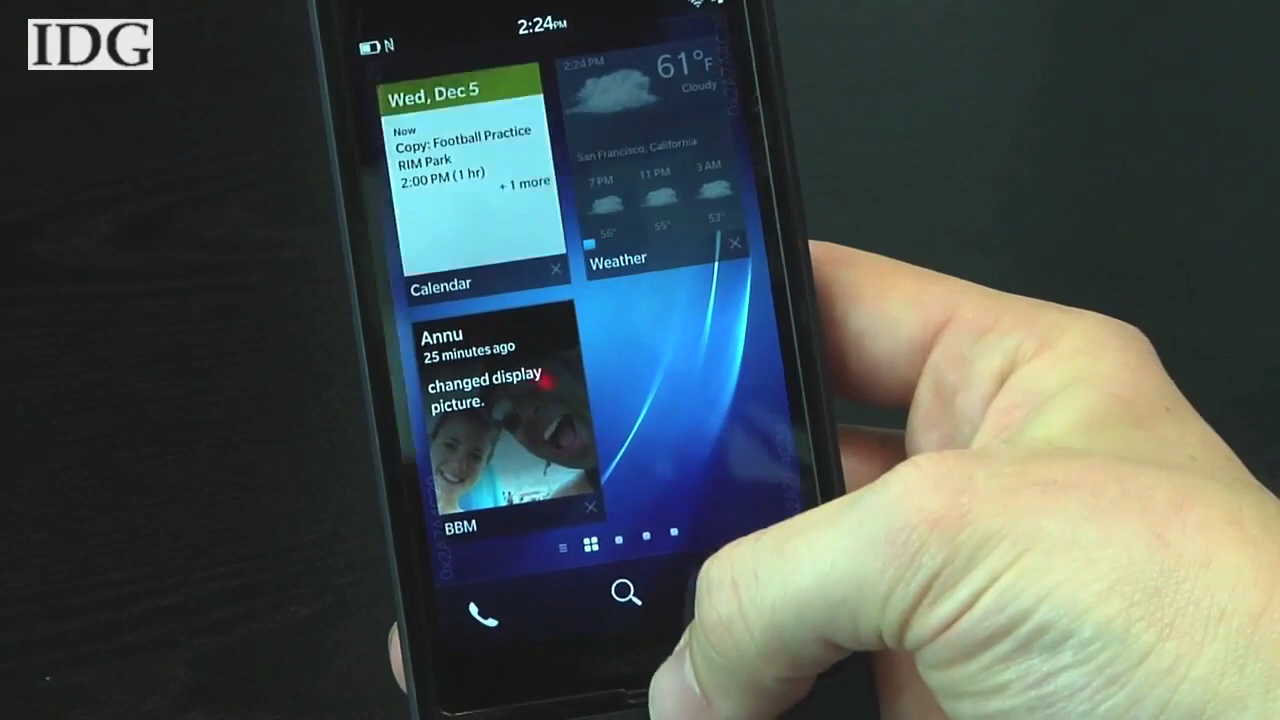 IDG
2:24PM
N
Wed, Dec 5
Now
Copy: Football Practice
RIM Park
2:00 PM (1 hr)
+ 1 more
Calendar
2:24 PM
61°F
Cloudy
San Francisco, California
7 PM 11 PM 3 AM
56° 55° 53°
Weather
Annu
25 minutes ago
changed display
picture.
BBM